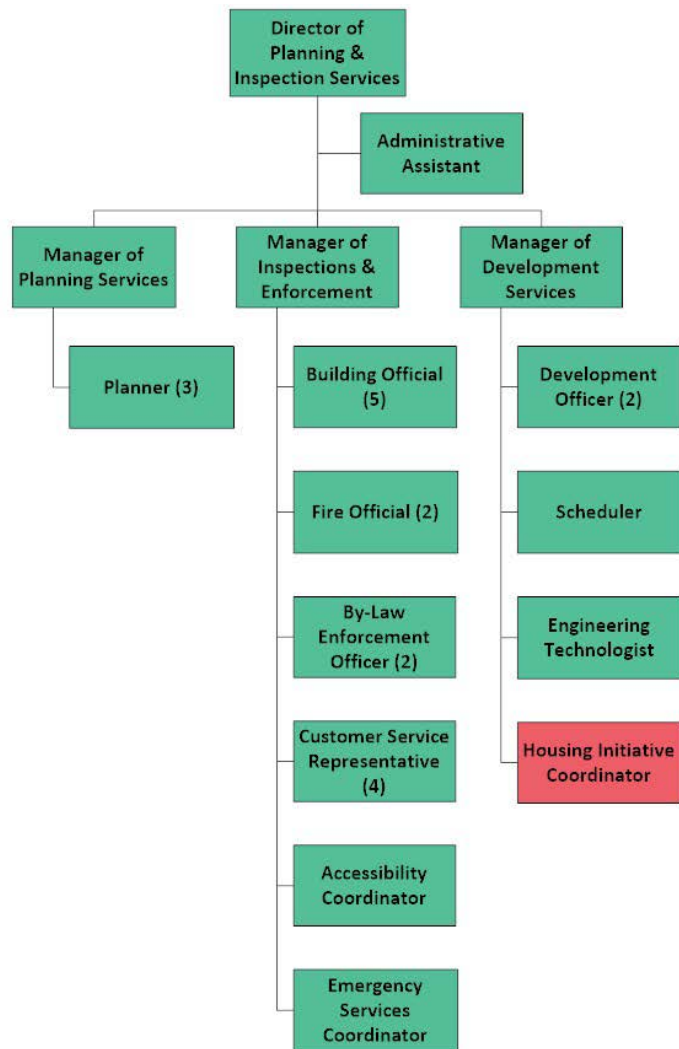 Director of
Planning &
Inspection Services
Administrative
Assistant
Manager of
Planning Services
Manager of
Inspections &
Enforcement
Manager of
Development
Services
Planner (3)
Building Official
(5)
Development
Officer (2)
Fire Official (2)
Scheduler
By-Law
Enforcement
Officer (2)
Engineering
Technologist
Customer Service
Representative
(4)
Housing Initiative
Coordinator
Accessibility
Coordinator
Emergency
Services
Coordinator